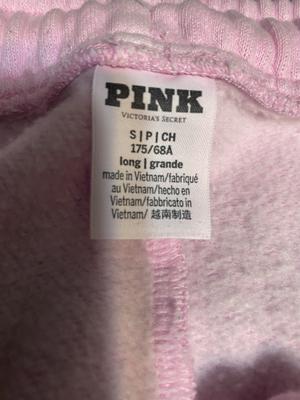 PINK
VICTORIA'S SECRET
S|P|CH
175/68A
long|grande
made in Vietnam/fabriqué
au Vietnam/hecho en
Vietnam/fabbricato in
Vietnam/ 越南制造